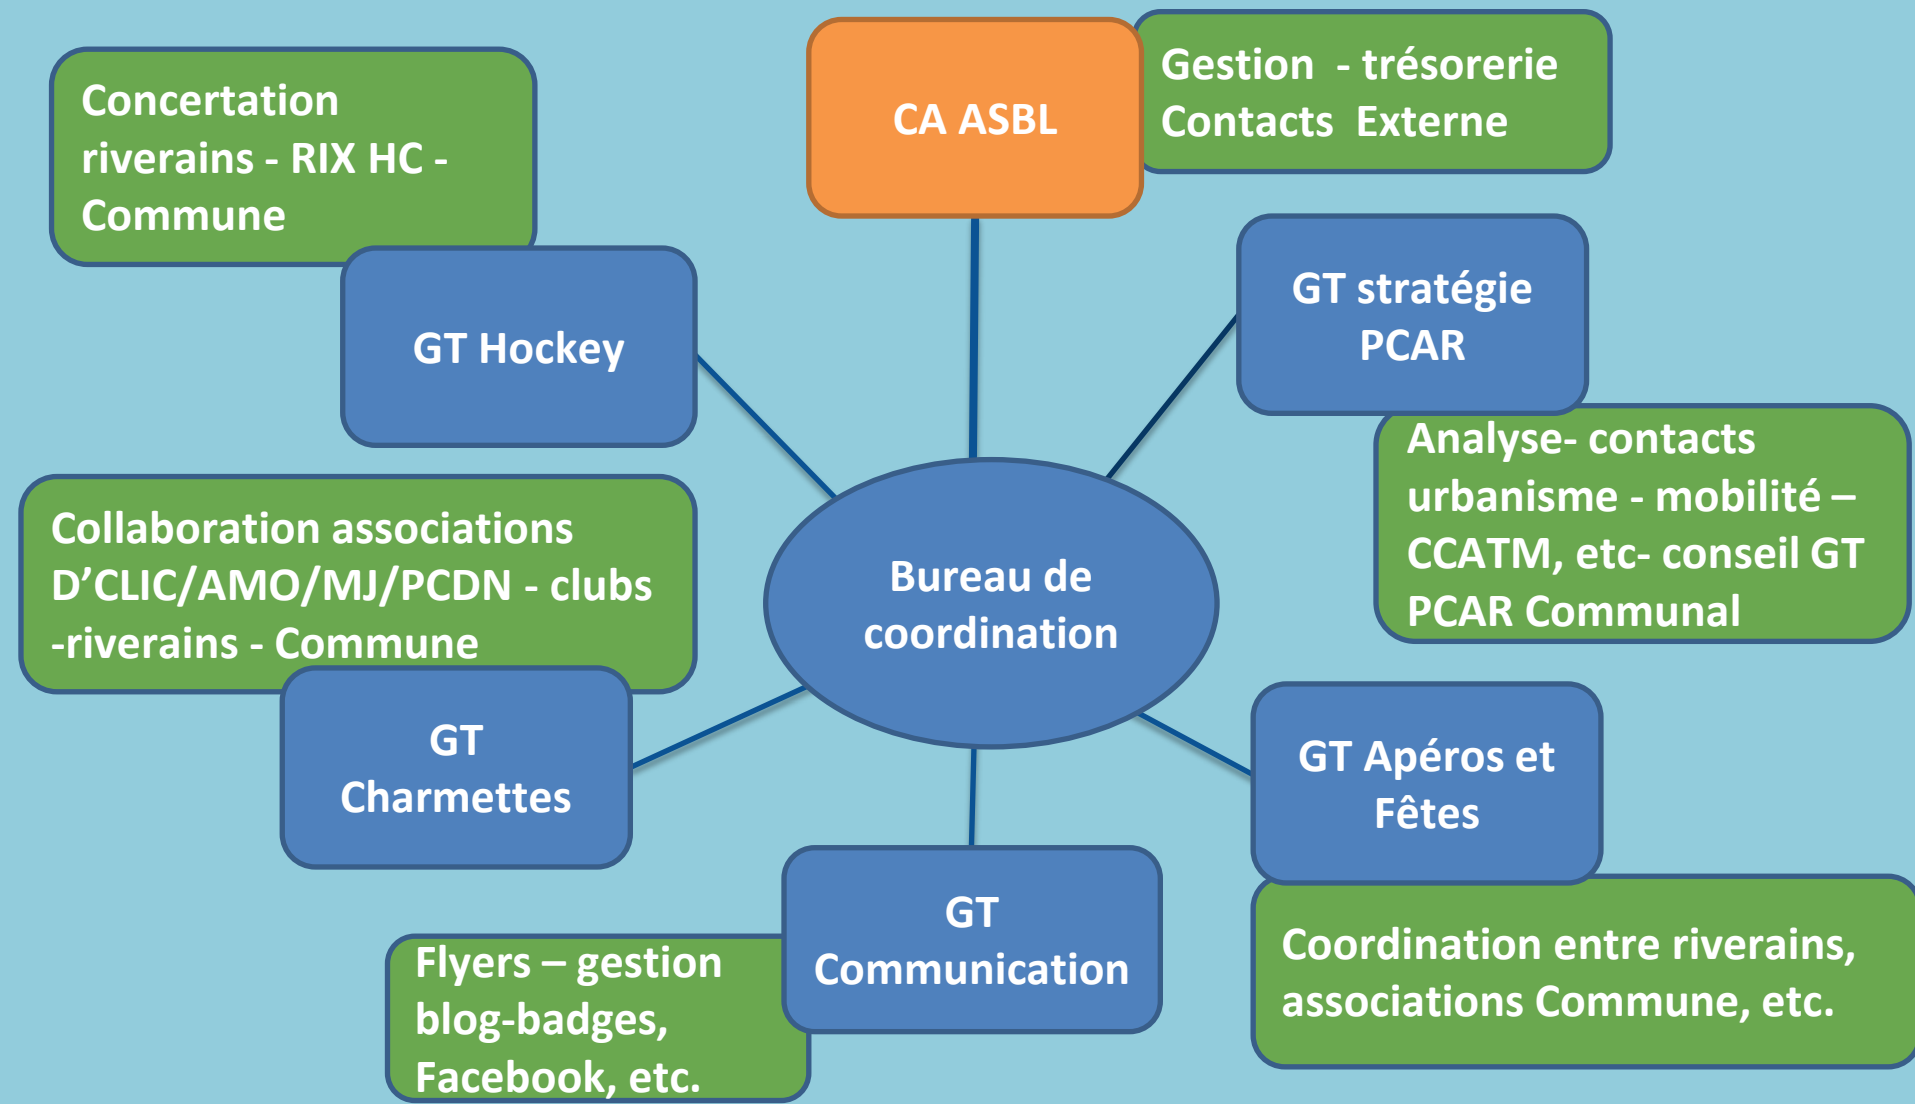 Concertation
riverains - RIX HC -
Commune
CA ASBL
Gestion - trésorerie
Contacts Externe
GT Hockey
GT stratégie
PCAR
Analyse- contacts
urbanisme - mobilité –
CCATM, etc- conseil GT
PCAR Communal
Collaboration associations
D’CLIC/AMO/MJ/PCDN - clubs
-riverains - Commune
Bureau de
coordination
GT
Charmettes
GT Apéros et
Fêtes
GT
Communication
Flyers – gestion
blog-badges,
Facebook, etc.
Coordination entre riverains,
associations Commune, etc.